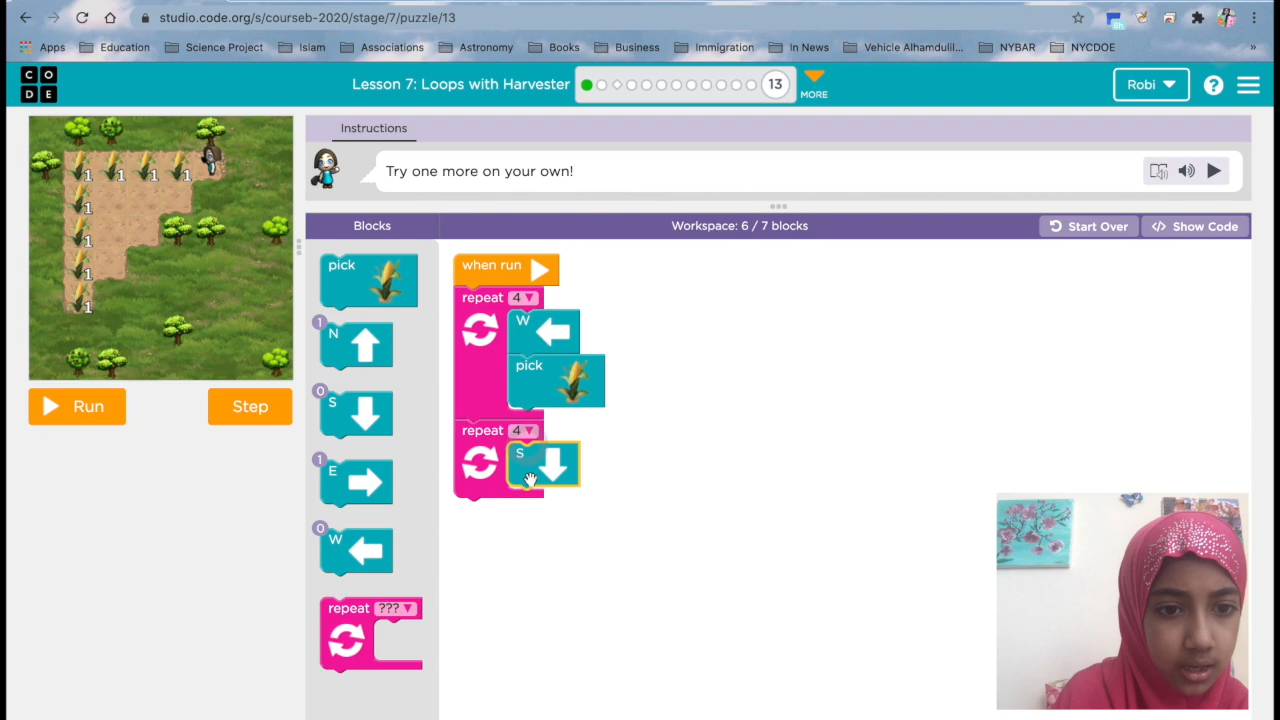 studio.code.org/s/courseb-2020/stage/7/puzzle/13
6h
Apps Education Science Project Islam Associations Astronomy Books Business Immigration In News Vehicle Alhamdulil... NYBAR NYCDOE »
C O
D E
Lesson 7: Loops with Harvester 13 MORE Robi ?
Instructions
Try one more on your own!
Blocks Workspace: 6 / 7 blocks Start Over </> Show Code
1 1 1 1
1
1
1
1
Run Step
pick
1 N
0 S
1 E
0 W
repeat ???
when run
repeat 4
W
pick
repeat 4
S